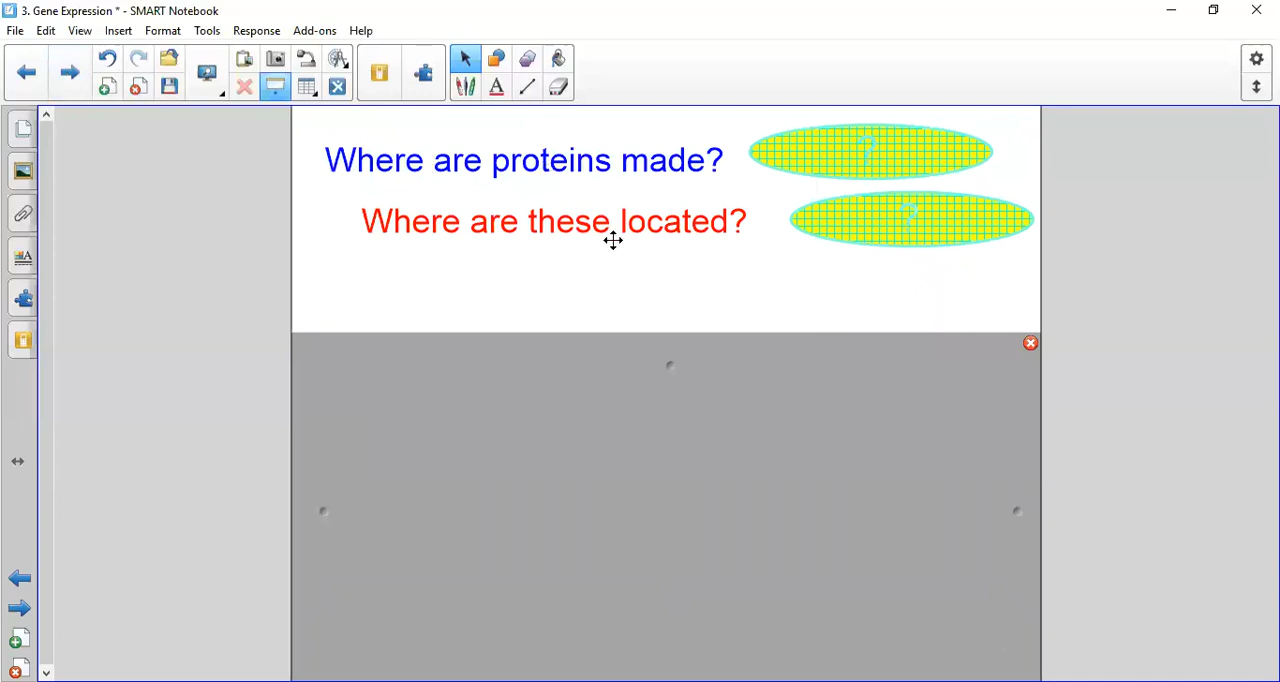 3. Gene Expression * - SMART Notebook
File Edit View Insert Format Tools Response Add-ons Help
Where are proteins made? ?
Where are these located? ?